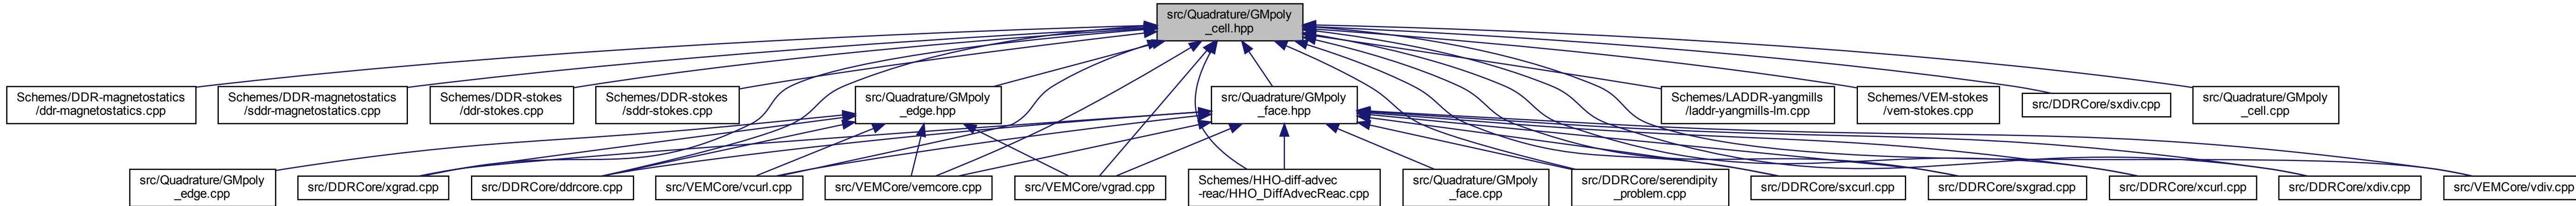 src/Quadrature/GMpoly
_cell.hpp
Schemes/DDR-magnetostatics
/ddr-magnetostatics.cpp
Schemes/DDR-magnetostatics
/sddr-magnetostatics.cpp
Schemes/DDR-stokes
/ddr-stokes.cpp
Schemes/DDR-stokes
/sddr-stokes.cpp
src/Quadrature/GMpoly
_edge.hpp
src/Quadrature/GMpoly
_face.hpp
Schemes/LADDR-yangmills
/laddr-yangmills-lm.cpp
Schemes/VEM-stokes
/vem-stokes.cpp
src/DDRCore/sxdiv.cpp
src/Quadrature/GMpoly
_cell.cpp
src/Quadrature/GMpoly
_edge.cpp
src/DDRCore/xgrad.cpp
src/DDRCore/ddrcore.cpp
src/VEMCore/vcurl.cpp
src/VEMCore/vemcore.cpp
src/VEMCore/vgrad.cpp
Schemes/HHO-diff-advec
-reac/HHO_DiffAdvecReac.cpp
src/Quadrature/GMpoly
_face.cpp
src/DDRCore/serendipity
_problem.cpp
src/DDRCore/sxcurl.cpp
src/DDRCore/sxgrad.cpp
src/DDRCore/xcurl.cpp
src/DDRCore/xdiv.cpp
src/VEMCore/vdiv.cpp